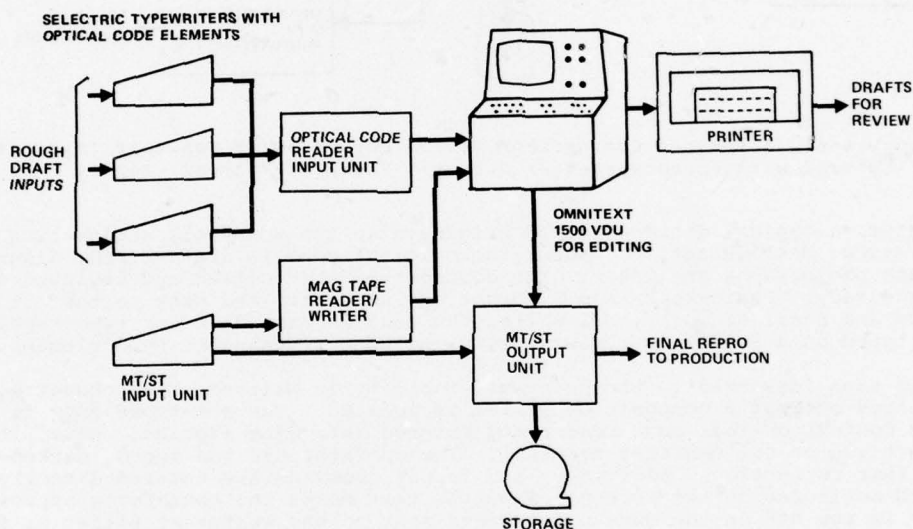 SELECTRIC TYPEWRITERS WITH
OPTICAL CODE ELEMENTS
ROUGH
DRAFT
INPUTS
OPTICAL CODE
READER
INPUT UNIT
PRINTER
DRAFTS
FOR
REVIEW
OMNITEXT
1500 VDU
FOR EDITING
MAG TAPE
READER/
WRITER
MT/ST
INPUT UNIT
MT/ST
OUTPUT
UNIT
FINAL REPRO
TO PRODUCTION
STORAGE